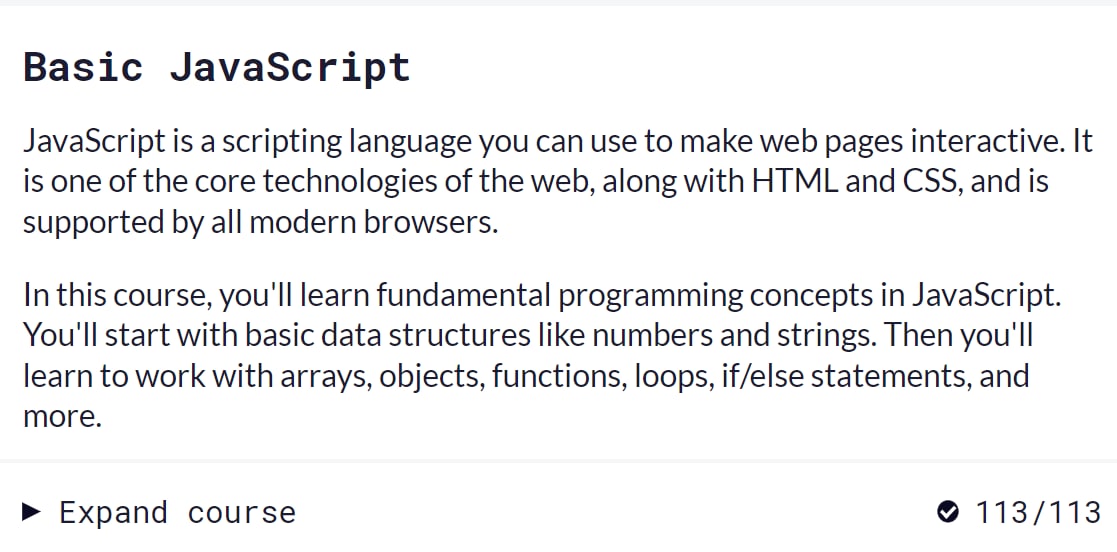 Basic JavaScript
JavaScript is a scripting language you can use to make web pages interactive. It
is one of the core technologies of the web, along with HTML and CSS, and is
supported by all modern browsers.
In this course, you'll learn fundamental programming concepts in JavaScript.
You'll start with basic data structures like numbers and strings. Then you'll
learn to work with arrays, objects, functions, loops, if/else statements, and
more.
Expand course 113/113